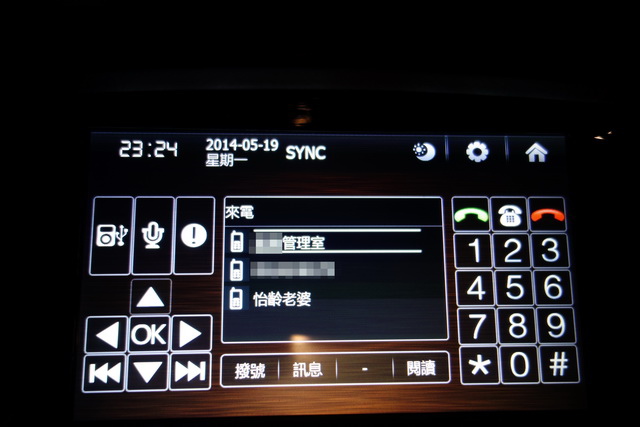 23:24
2014-05-19
星期一
SYNC
來電
管理室
怡齡老婆
撥號 訊息 - 閱讀
OK
1 2 3
4 5 6
7 8 9
* 0 #